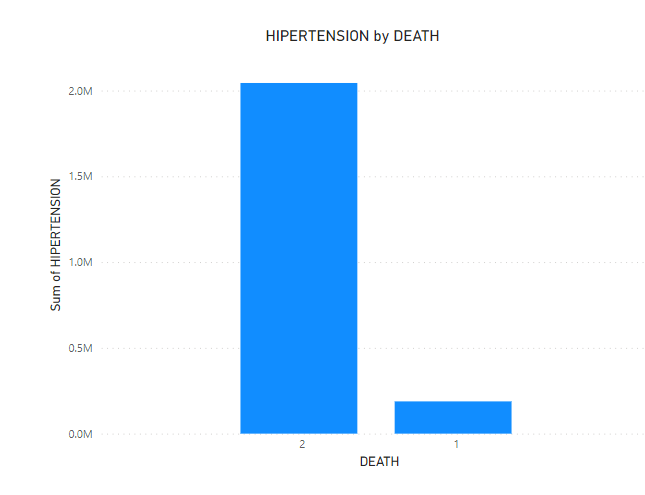 HIPERTENSION by DEATH
2.0M
1.5M
1.0M
0.5M
0.0M
Sum of HIPERTENSION
2
1
DEATH